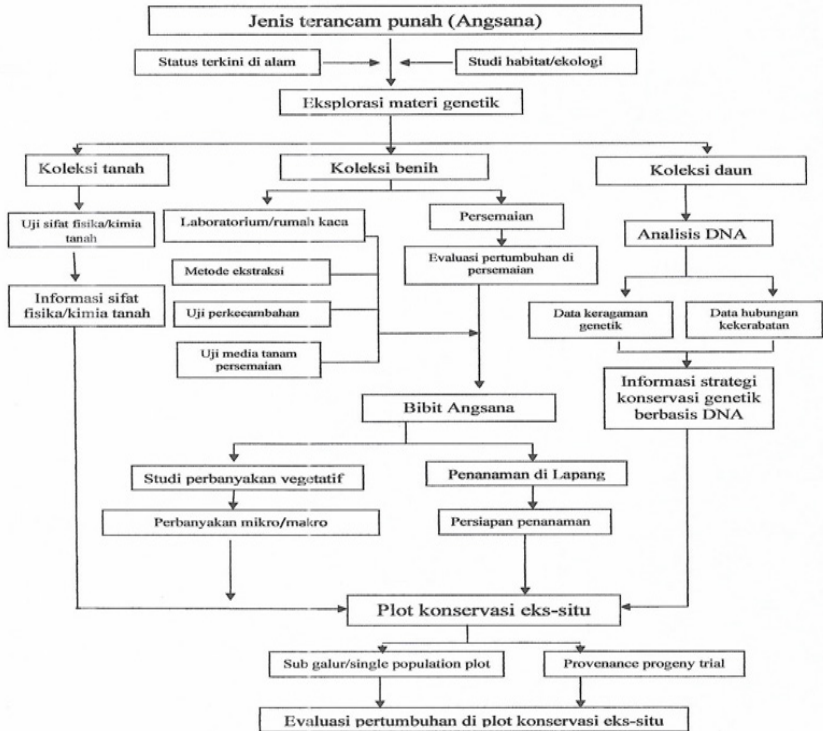 Jenis terancam punah (Angsana)
Status terkini di alam
Studi habitat/ekologi
Eksplorasi materi genetik
Koleksi tanah
Koleksi benih
Koleksi daun
Uji sifat fisika/kimia
tanah
Laboratorium/rumah kaca
Persemaian
Analisis DNA
Metode ekstraksi
Evaluasi pertumbuhan di
persemaian
Informasi sifat
fisika/kimia tanah
Uji perkecambahan
Data keragaman
genetik
Data hubungan
kekerabatan
Uji media tanam
persemaian
Informasi strategi
konservasi genetik
berbasis DNA
Bibit Angsana
Studi perbanyakan vegetatif
Penanaman di Lapang
Perbanyakan mikro/makro
Persiapan penanaman
Plot konservasi eks-situ
Sub galur/single population plot
Provenance progeny trial
Evaluasi pertumbuhan di plot konservasi eks-situ